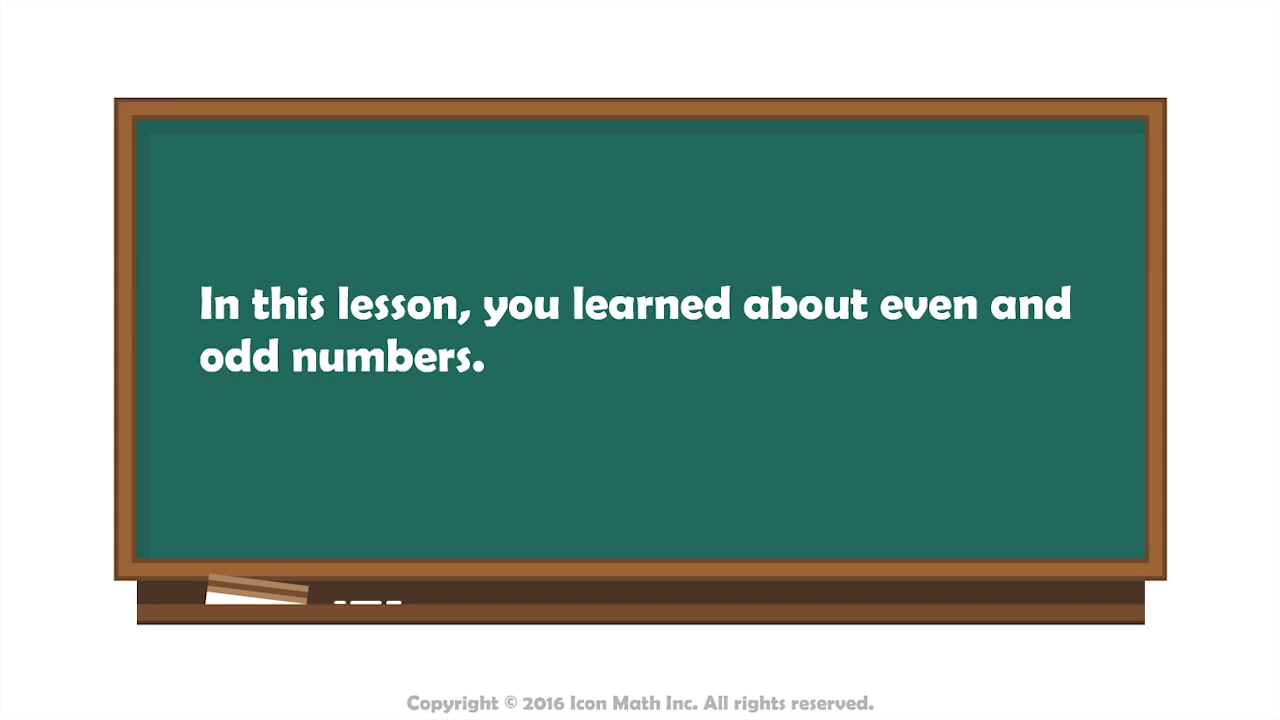 In this lesson, you learned about even and
odd numbers.
Copyright © 2016 Icon Math Inc. All rights reserved.